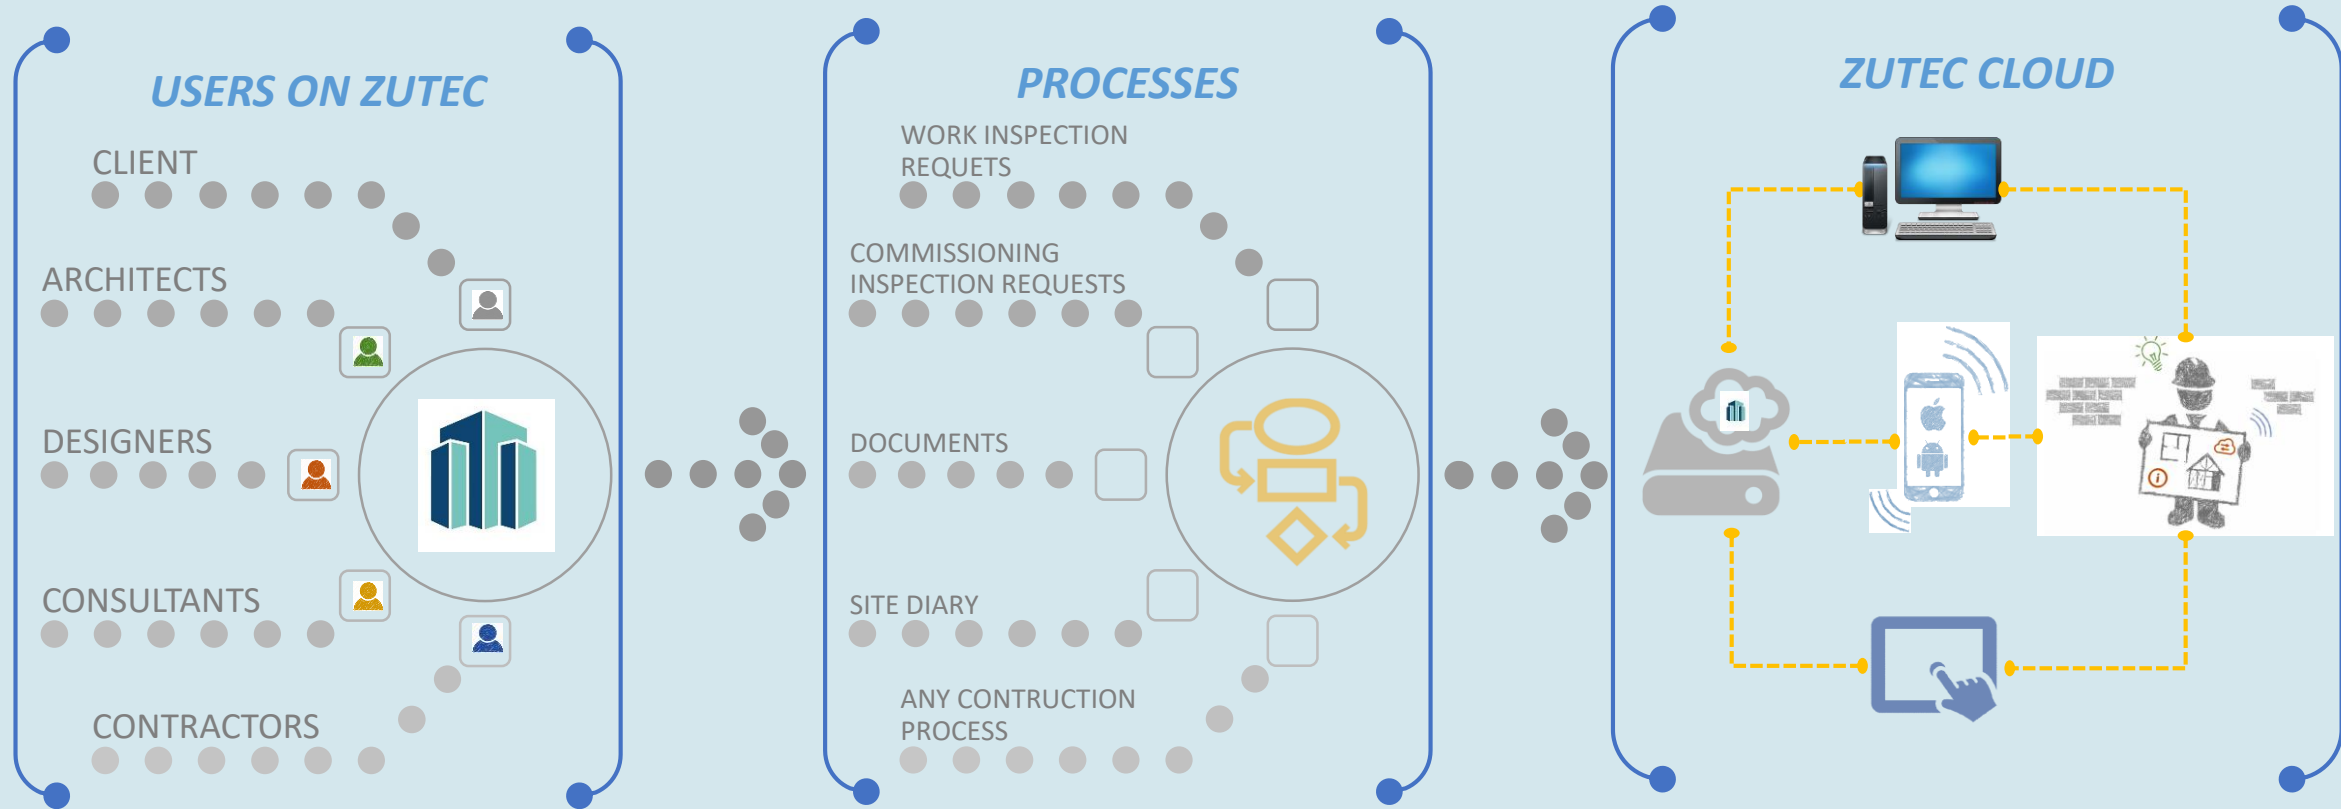 USERS ON ZUTEC
CLIENT
ARCHITECTS
DESIGNERS
CONSULTANTS
CONTRACTORS
PROCESSES
WORK INSPECTION
REQUETS
COMMISSIONING
INSPECTION REQUESTS
DOCUMENTS
SITE DIARY
ANY CONTRUCTION
PROCESS
ZUTEC CLOUD
i